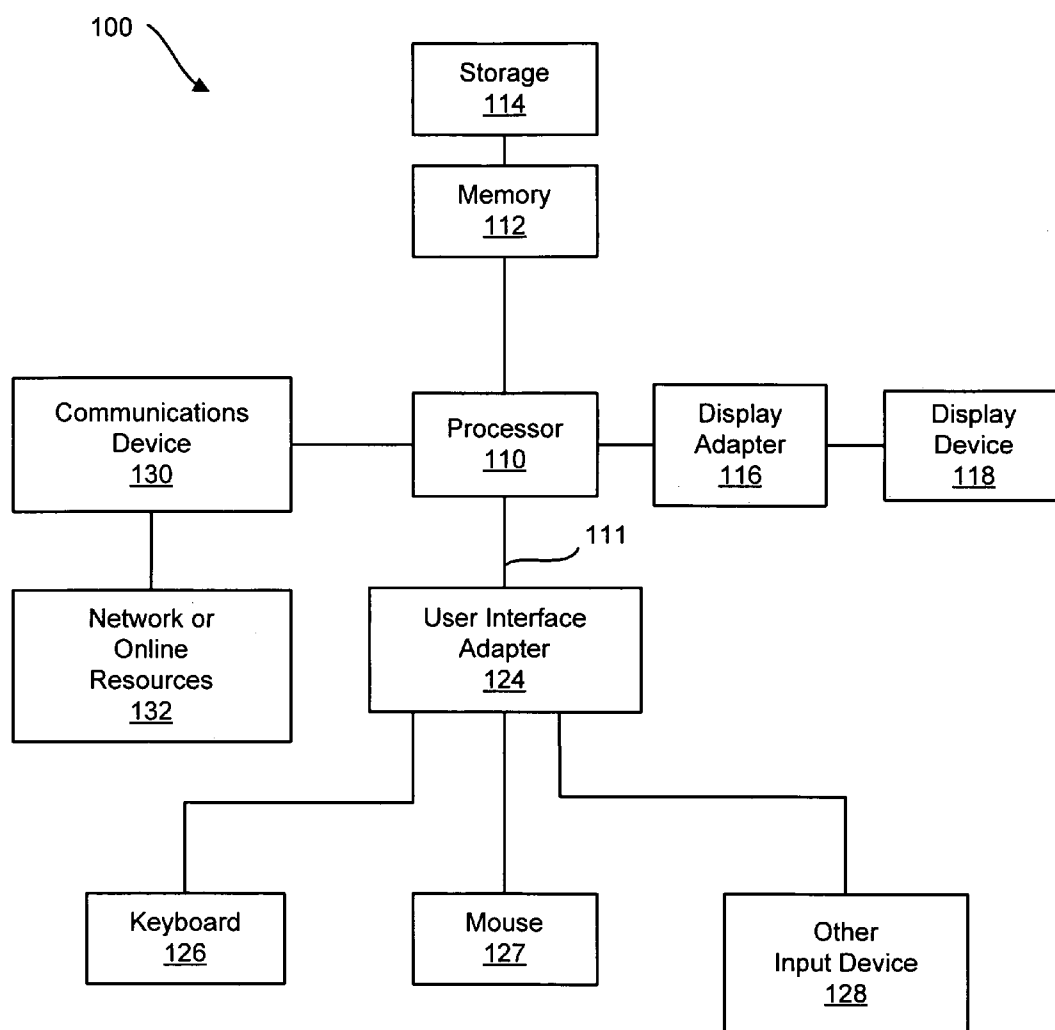 100
Storage
114
Memory
112
Communications
Device
130
Processor
110
Display
Adapter
116
Display
Device
118
111
Network or
Online
Resources
132
User Interface
Adapter
124
Keyboard
126
Mouse
127
Other
Input Device
128